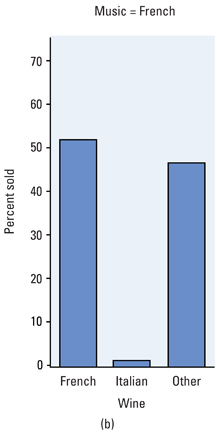 Music = French
70
60
50
40
30
20
10
0
Percent sold
French Italian Other
Wine
(b)